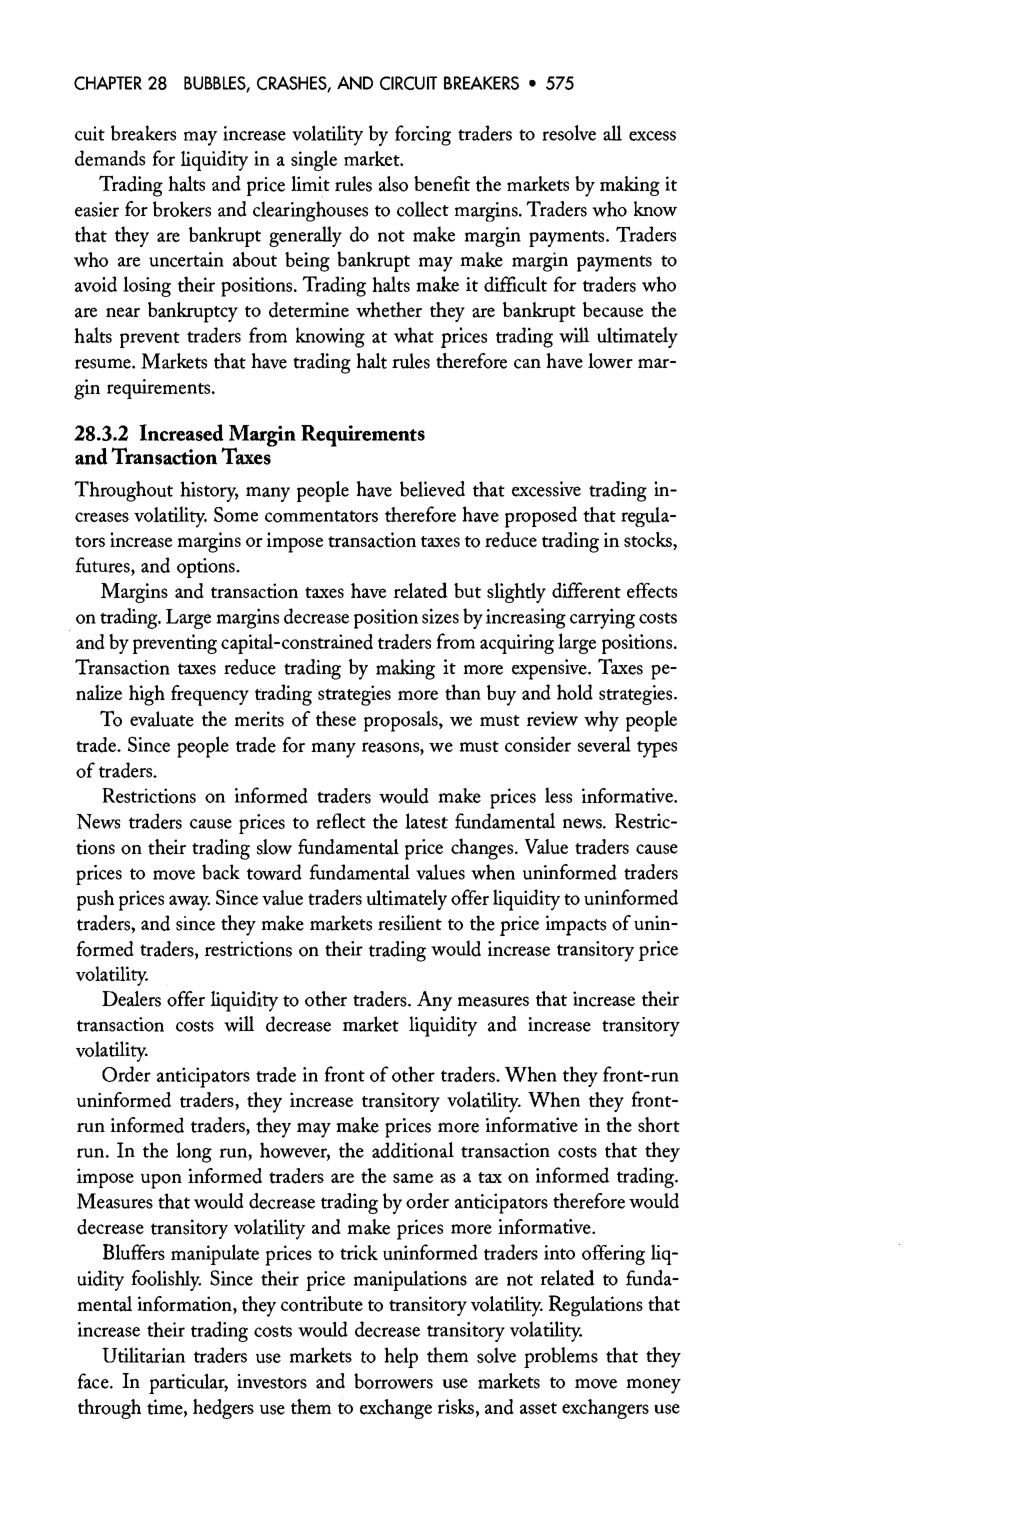 CHAPTER 28 BUBBLES, CRASHES, AND CIRCUIT BREAKERS • 575
cuit breakers may increase volatility by forcing traders to resolve all excess
demands for liquidity in a single market.
Trading halts and price limit rules also benefit the markets by making it
easier for brokers and clearinghouses to collect margins. Traders who know
that they are bankrupt generally do not make margin payments. Traders
who are uncertain about being bankrupt may make margin payments to
avoid losing their positions. Trading halts make it difficult for traders who
are near bankruptcy to determine whether they are bankrupt because the
halts prevent traders from knowing at what prices trading will ultimately
resume. Markets that have trading halt rules therefore can have lower mar-
gin requirements.
28.3.2 Increased Margin Requirements
and Transaction Taxes
Throughout history, many people have believed that excessive trading in-
creases volatility. Some commentators therefore have proposed that regula-
tors increase margins or impose transaction taxes to reduce trading in stocks,
futures, and options.
Margins and transaction taxes have related but slightly different effects
on trading. Large margins decrease position sizes by increasing carrying costs
and by preventing capital-constrained traders from acquiring large positions.
Transaction taxes reduce trading by making it more expensive. Taxes pe-
nalize high frequency trading strategies more than buy and hold strategies.
To evaluate the merits of these proposals, we must review why people
trade. Since people trade for many reasons, we must consider several types
of traders.
Restrictions on informed traders would make prices less informative.
News traders cause prices to reflect the latest fundamental news. Restric-
tions on their trading slow fundamental price changes. Value traders cause
prices to move back toward fundamental values when uninformed traders
push prices away. Since value traders ultimately offer liquidity to uninformed
traders, and since they make markets resilient to the price impacts of unin-
formed traders, restrictions on their trading would increase transitory price
volatility.
Dealers offer liquidity to other traders. Any measures that increase their
transaction costs will decrease market liquidity and increase transitory
volatility.
Order anticipators trade in front of other traders. When they front-run
uninformed traders, they increase transitory volatility. When they front-
run informed traders, they may make prices more informative in the short
run. In the long run, however, the additional transaction costs that they
impose upon informed traders are the same as a tax on informed trading.
Measures that would decrease trading by order anticipators therefore would
decrease transitory volatility and make prices more informative.
Bluffers manipulate prices to trick uninformed traders into offering liq-
uidity foolishly. Since their price manipulations are not related to funda-
mental information, they contribute to transitory volatility. Regulations that
increase their trading costs would decrease transitory volatility.
Utilitarian traders use markets to help them solve problems that they
face. In particular, investors and borrowers use markets to move money
through time, hedgers use them to exchange risks, and asset exchangers use